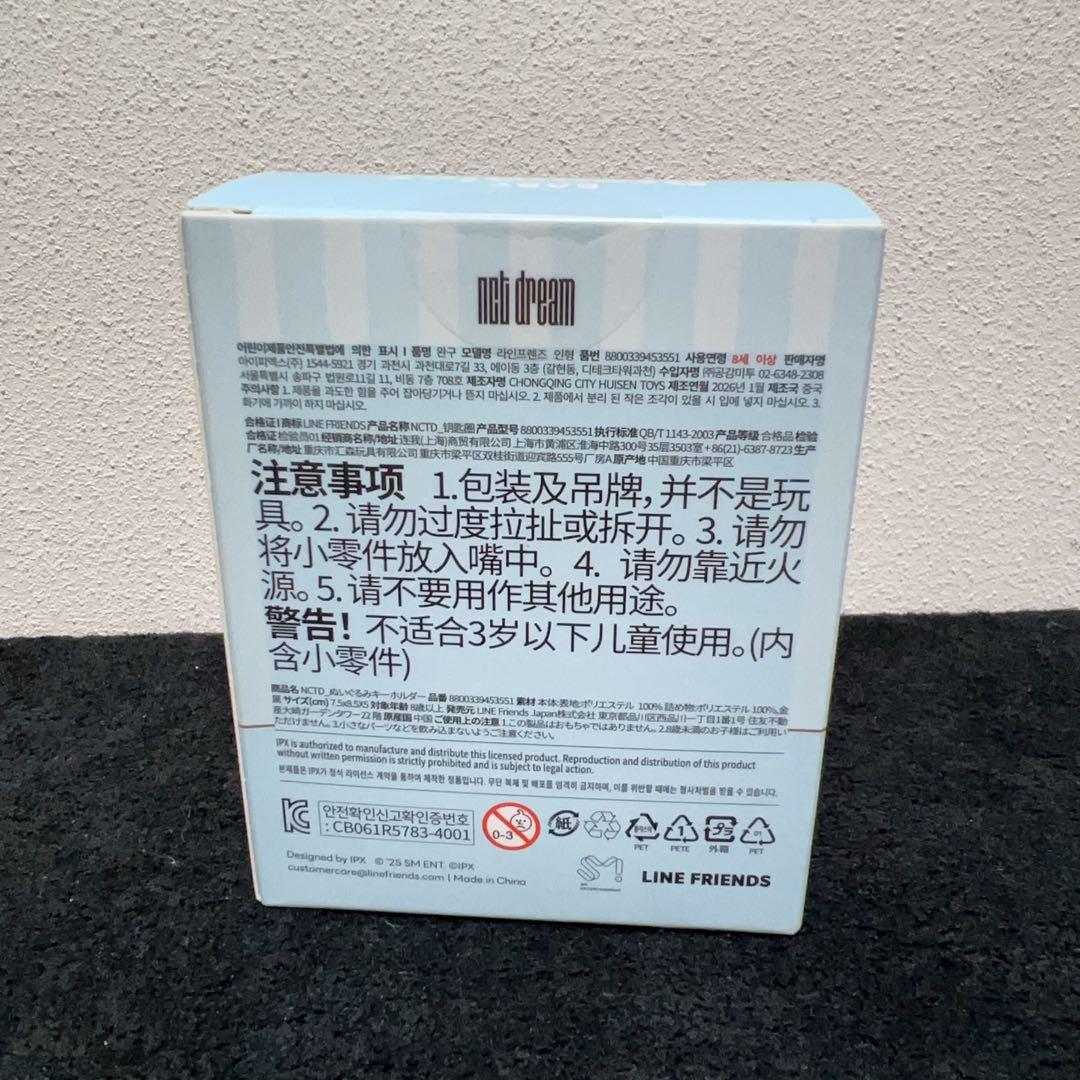 nct dream
어린이제품안전특별법에 의한 표시 I 품명 완구 모델명 라인프렌즈 인형 품번 8800339453551 사용연령 8세 이상 판매자명
아이피엑스(주) 1544-5921 경기 과천시 과천대로7길 33, 에이동 3층 (갈현동, 디테크타워과천) 수입자명 ㈜공감미투 02-6348-2308
서울특별시 송파구 법원로11길 11, 비동 7층 708호 제조자명 CHONGQING CITY HUISEN TOYS 제조연월 2026년 1월 제조국 중국
주의사항 1. 제품을 과도한 힘을 주어 잡아당기거나 뜯지 마십시오. 2. 제품에서 분리 된 작은 조각이 있을 시 입에 넣지 마십시오. 3.
화기에 가까이 하지 마십시오.
合格证 I 商标 LINE FRIENDS 产品名称 NCTD_钥匙圈 产品型号 8800339453551 执行标准 QB/T 1143-2003 产品等级 合格品 检验
合格证 检验员01 经销商名称/地址 连我(上海)商贸有限公司 上海市黄浦区淮海中路300号35层3503室 +86(21)-6387-8723 生产
厂名称/地址 重庆市汇森玩具有限公司 重庆市梁平区双桂街道迎宾路555号厂房A 原产地 中国重庆市梁平区
注意事项 1.包装及吊牌,并不是玩
具。2. 请勿过度拉扯或拆开。3. 请勿
将小零件放入嘴中。4. 请勿靠近火
源。5. 请不要用作其他用途。
警告! 不适合3岁以下儿童使用。(内
含小零件)
商品名 NCTD_ぬいぐるみキーホルダー 品番 8800339453551 素材 本体:表地:ポリエステル 100% 詰め物:ポリエステル 100%,金
属 サイズ(cm) 7.5x8.5X5 対象年齢 8歳以上 発売元 LINE Friends Japan株式会社 東京都品川区西品川一丁目1番1号 住友不動
産大崎ガーデンタワー22 階 原産国 中国 ご使用上の注意 1.この製品はおもちゃではありません。2.8歳未満のお子様はご利用い
ただけません。3.小さなパーツなどを飲み込まないようご注意ください。
IPX is authorized to manufacture and distribute this licensed product. Reproduction and distribution of this product
without written permission is strictly prohibited and is subject to legal action.
본제품은 IPX가 정식 라이선스 계약을 통하여 제작한 정품입니다. 무단 복제 및 배포를 엄격히 금지하며, 이를 위반할 때에는 형사처벌을 받을 수 있습니다.
안전확인신고확인증번호
: CB061R5783-4001
0-3
紙
플라스틱
PET
1
PETE
プラ
外箱
01
PET
Designed by IPX © '25 SM ENT. ©IPX
customercare@linefriends.com | Made in China
SM
SM ENTERTAINMENT
LINE FRIENDS